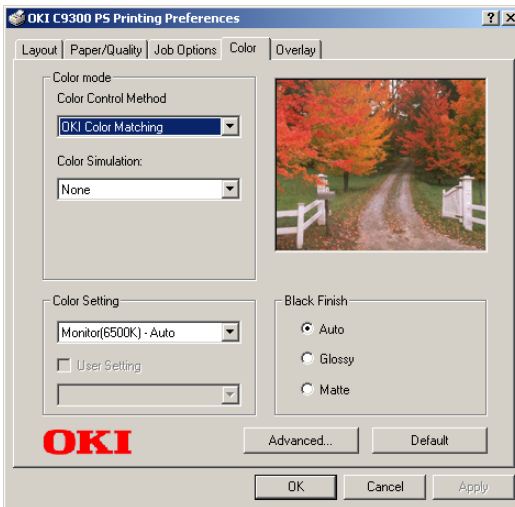 OKI C9300 PS Printing Preferences
Layout
Paper/Quality
Job Options
Color
Overlay
Color mode
Color Control Method
OKI Color Matching
Color Simulation:
None
Color Setting
Monitor(6500K) - Auto
User Setting
Black Finish
Auto
Glossy
Matte
OKI
Advanced...
Default
OK
Cancel
Apply